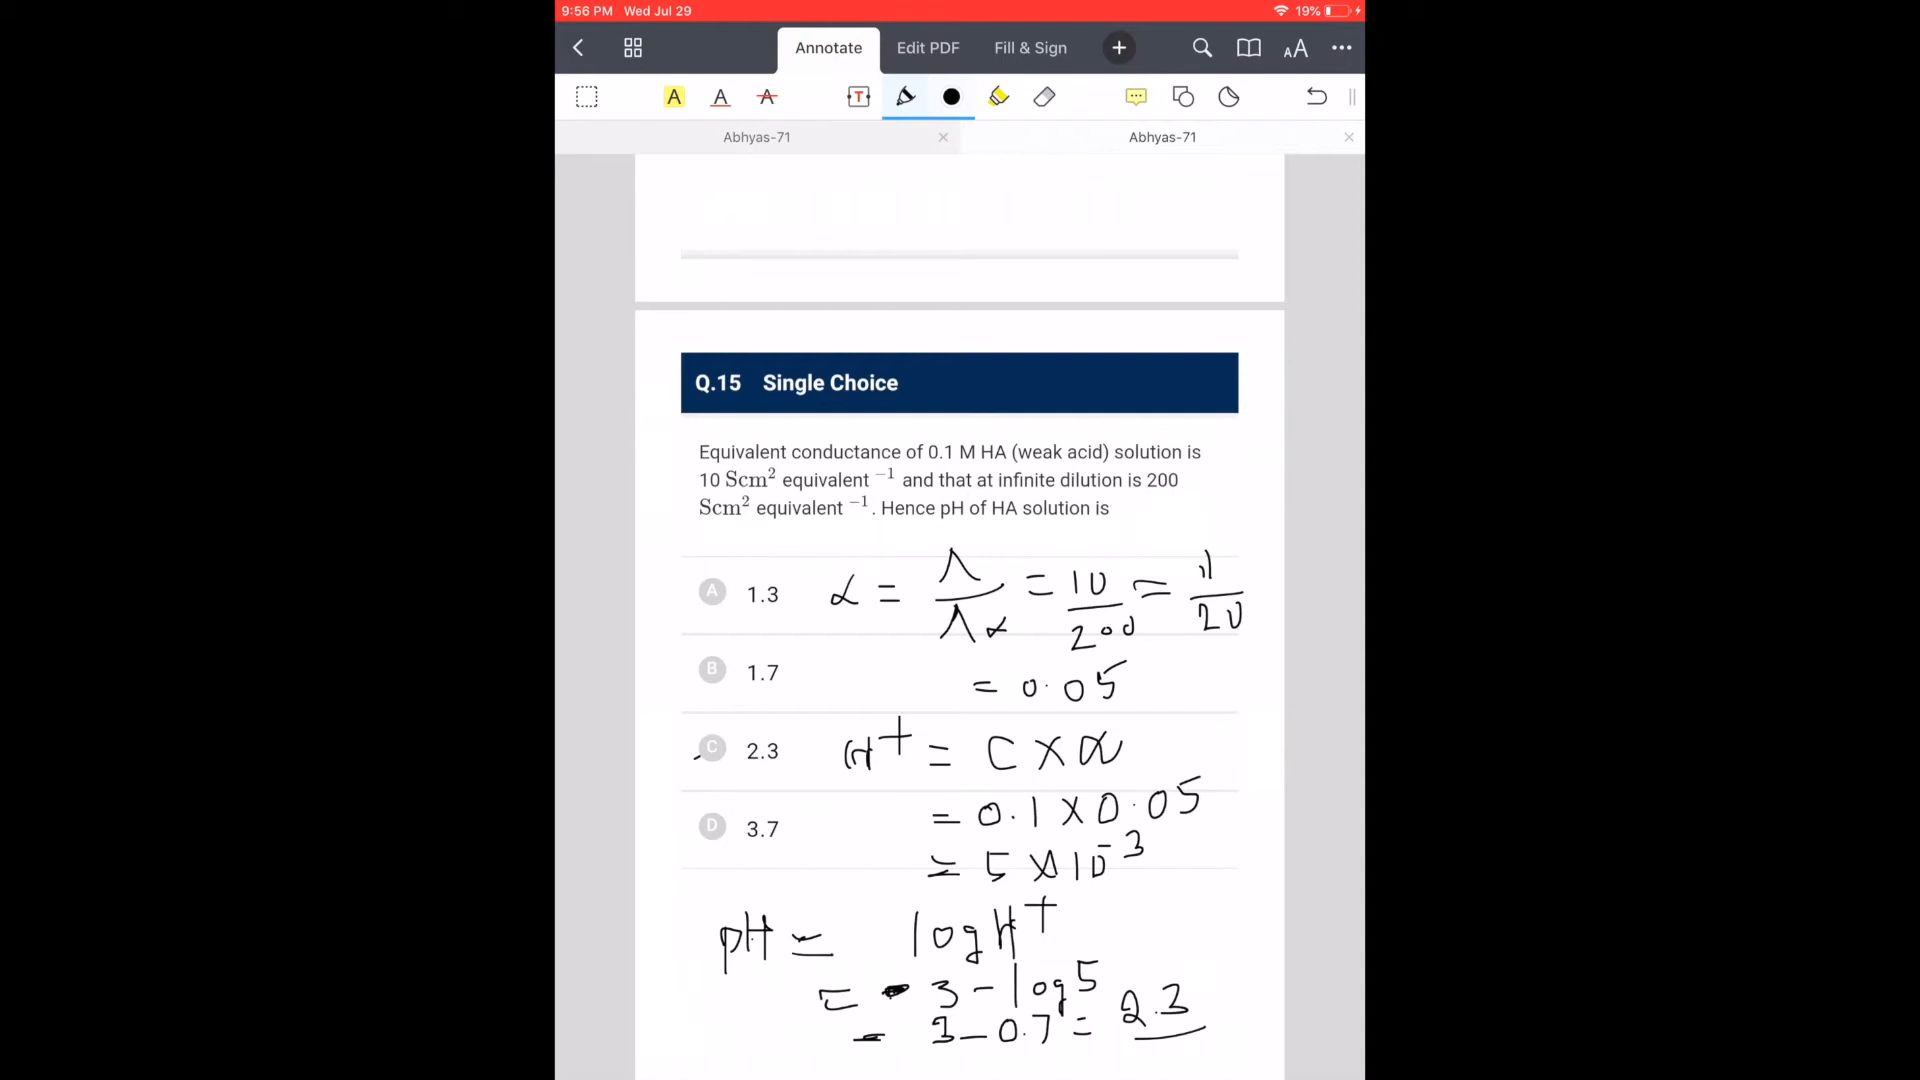 9:56 PM Wed Jul 29 19%
Annotate Edit PDF Fill & Sign
A A A T AA
Abhyas-71 Abhyas-71
Q.15 Single Choice
Equivalent conductance of 0.1 M HA (weak acid) solution is
10 Scm² equivalent ⁻¹ and that at infinite dilution is 200
Scm² equivalent ⁻¹. Hence pH of HA solution is
A 1.3
α = Λ/Λα = 10/200 = 1/20
B 1.7
= 0.05
C 2.3
H⁺ = C × α
D 3.7
= 0.1 × 0.05
= 5 × 10⁻³
pH = log H⁺
= 3 - log 5
= 3 - 0.7 = 2.3